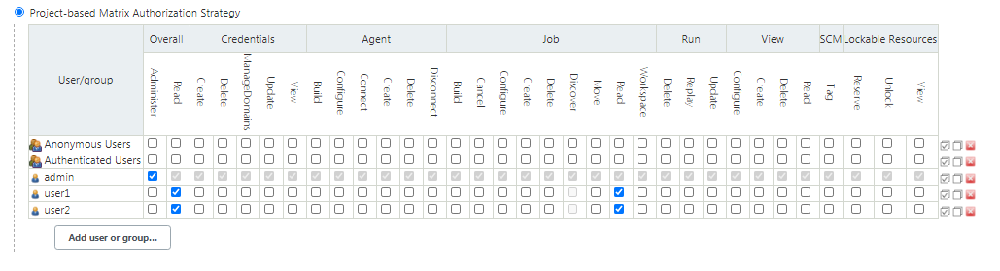 Project-based Matrix Authorization Strategy
User/group Overall Credentials Agent Job Run View SCM Lockable Resources
Administer Read Create Delete ManageDomains Update View Build Configure Connect Create Delete Disconnect Build Cancel Configure Create Delete Discover Move Read Workspace Delete Replay Update Configure Create Delete Read Tag Reserve Unlock View
Anonymous Users
Authenticated Users
admin
user1
user2
Add user or group...